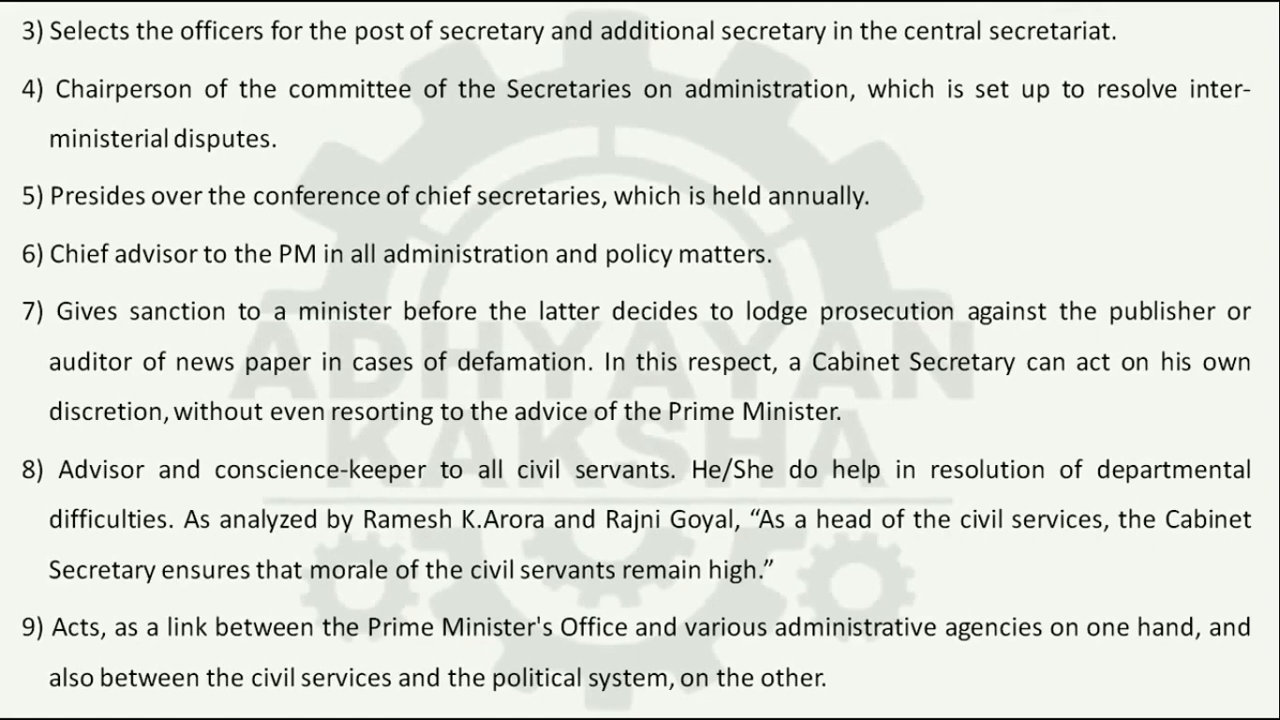 3) Selects the officers for the post of secretary and additional secretary in the central secretariat.
4) Chairperson of the committee of the Secretaries on administration, which is set up to resolve inter-
ministerial disputes.
5) Presides over the conference of chief secretaries, which is held annually.
6) Chief advisor to the PM in all administration and policy matters.
7) Gives sanction to a minister before the latter decides to lodge prosecution against the publisher or
auditor of news paper in cases of defamation. In this respect, a Cabinet Secretary can act on his own
discretion, without even resorting to the advice of the Prime Minister.
8) Advisor and conscience-keeper to all civil servants. He/She do help in resolution of departmental
difficulties. As analyzed by Ramesh K.Arora and Rajni Goyal, “As a head of the civil services, the Cabinet
Secretary ensures that morale of the civil servants remain high.”
9) Acts, as a link between the Prime Minister's Office and various administrative agencies on one hand, and
also between the civil services and the political system, on the other.
ADHYAYAN
KAKSHA